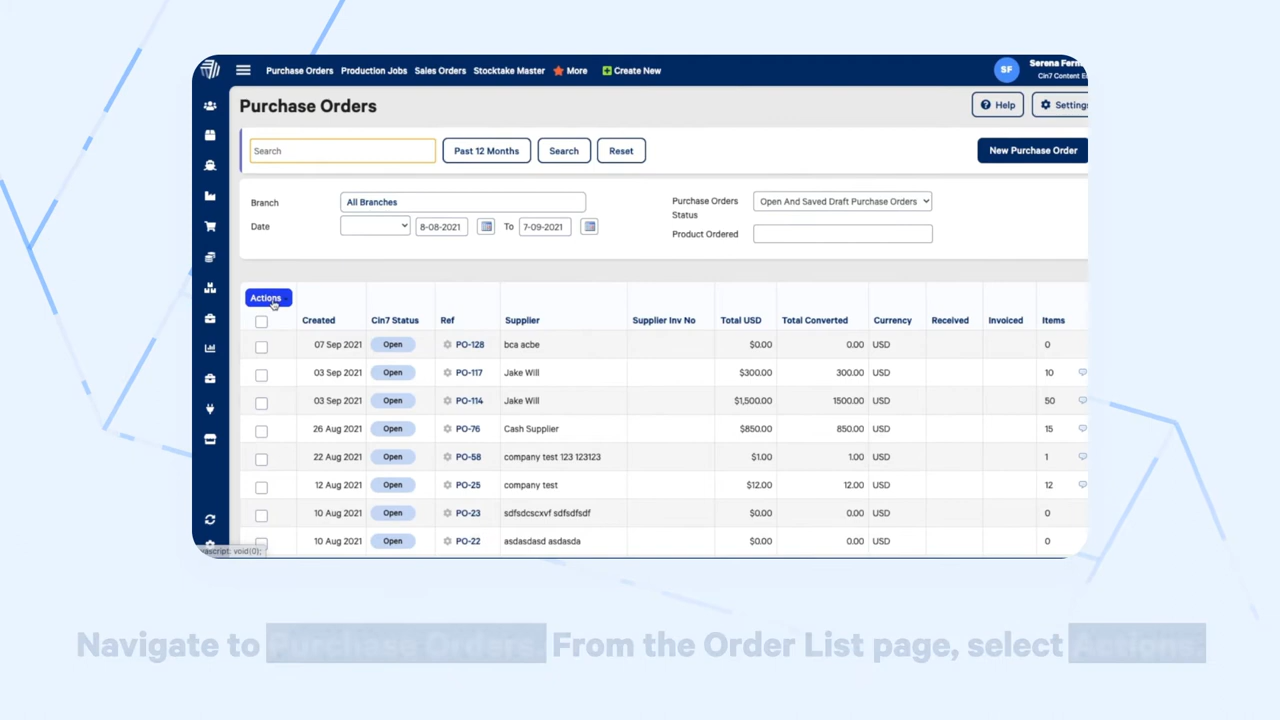 Purchase Orders Production Jobs Sales Orders Stocktake Master More Create New SF Serena Fern
Cin7 Content E
Purchase Orders Help Settings
Search Past 12 Months Search Reset New Purchase Order
Branch All Branches Purchase Orders Status Open And Saved Draft Purchase Orders
Date 8-08-2021 To 7-09-2021 Product Ordered
Actions
Created Cin7 Status Ref Supplier Supplier Inv No Total USD Total Converted Currency Received Invoiced Items
07 Sep 2021 Open PO-128 bca acbe $0.00 0.00 USD 0
03 Sep 2021 Open PO-117 Jake Will $300.00 300.00 USD 10
03 Sep 2021 Open PO-114 Jake Will $1,500.00 1500.00 USD 50
26 Aug 2021 Open PO-76 Cash Supplier $850.00 850.00 USD 15
22 Aug 2021 Open PO-58 company test 123 123123 $1.00 1.00 USD 1
12 Aug 2021 Open PO-25 company test $12.00 12.00 USD 12
10 Aug 2021 Open PO-23 sdfsdcscxvf sdfsdfsdf $0.00 0.00 USD 0
10 Aug 2021 Open PO-22 asdasdasd asdasda $0.00 0.00 USD 0
vascript: void(0);
Navigate to Purchase Orders. From the Order List page, select Actions.